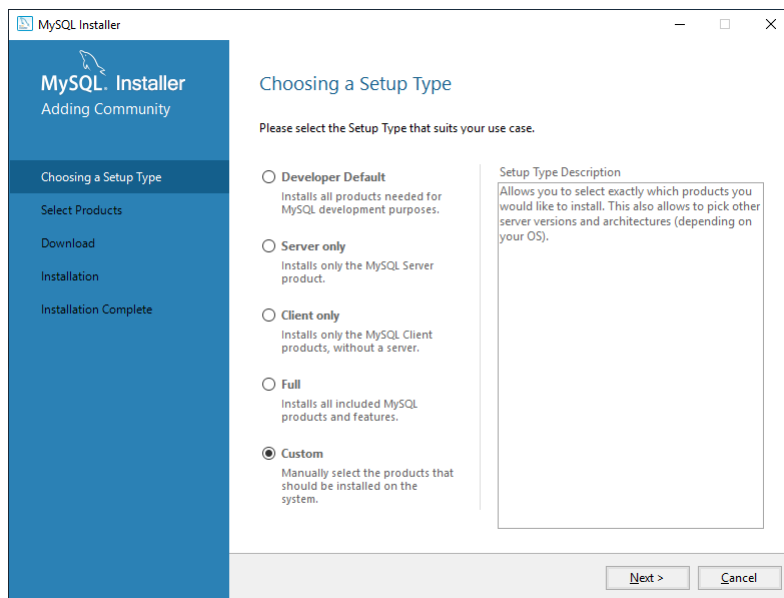 MySQL Installer
MySQL. Installer
Adding Community
Choosing a Setup Type
Select Products
Download
Installation
Installation Complete
Choosing a Setup Type
Please select the Setup Type that suits your use case.
Developer Default
Installs all products needed for
MySQL development purposes.
Server only
Installs only the MySQL Server
product.
Client only
Installs only the MySQL Client
products, without a server.
Full
Installs all included MySQL
products and features.
Custom
Manually select the products that
should be installed on the
system.
Setup Type Description
Allows you to select exactly which products you
would like to install. This also allows to pick other
server versions and architectures (depending on
your OS).
Next >
Cancel